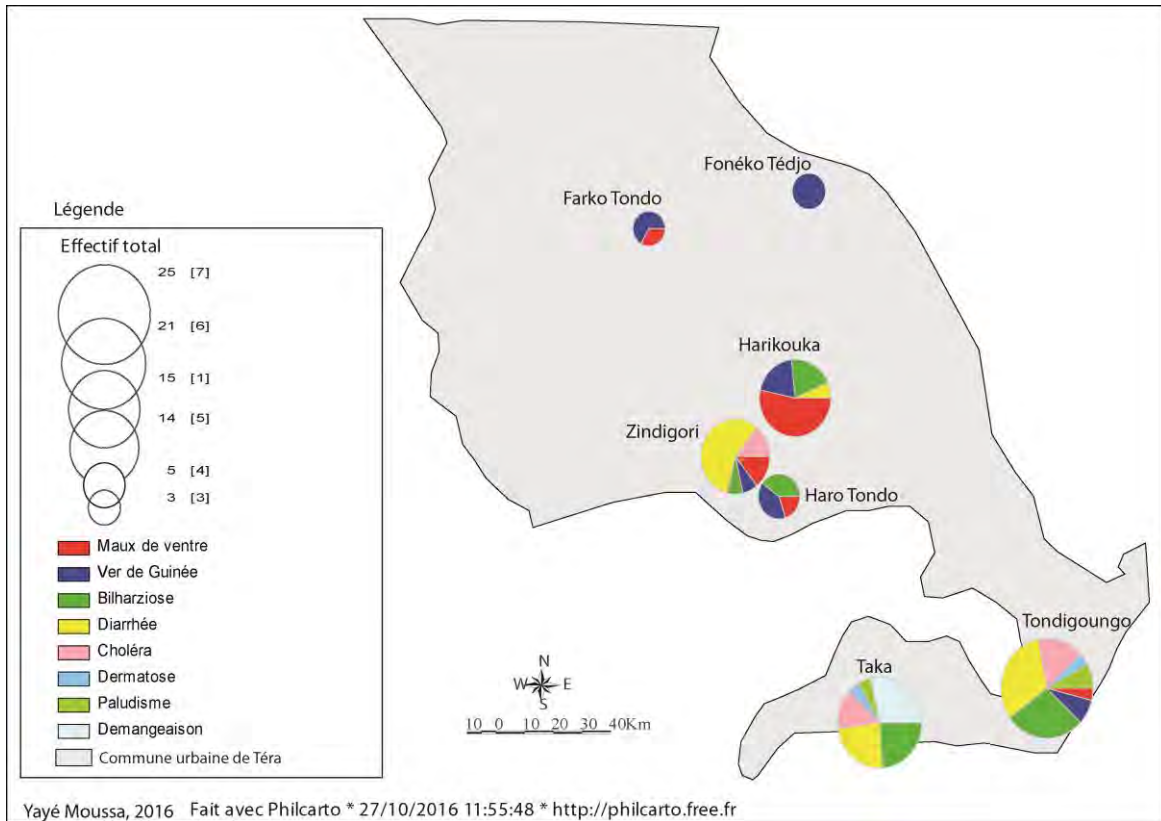 Fonéko Tédjo
Farko Tondo
Légende
Effectif total
25 [7]
21 [6]
15 [1]
14 [5]
5 [4]
3 [3]
Harikouka
Zindigori
Haro Tondo
Maux de ventre
Ver de Guinée
Bilharziose
Diarrhée
Choléra
Dermatose
Paludisme
Demangeaison
Commune urbaine de Téra
Tondigoungo
Taka
N
W E
S
10 0 10 20 30 40Km
Yayé Moussa, 2016 Fait avec Philcarto * 27/10/2016 11:55:48 * http://philcarto.free.fr